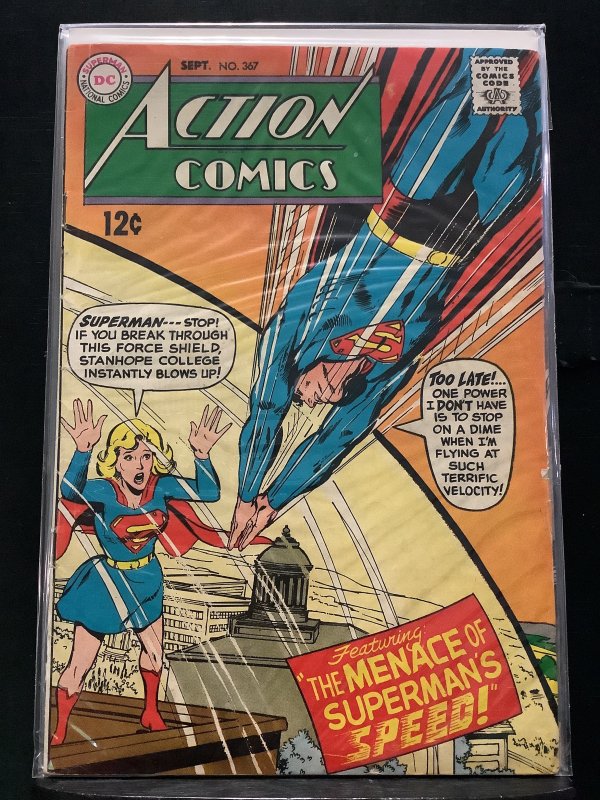 SUPERMAN
DC
NATIONAL COMICS
SEPT. NO. 367
APPROVED
BY THE
COMICS
CODE
AUTHORITY
ACTION
COMICS
12¢
SUPERMAN--- STOP!
IF YOU BREAK THROUGH
THIS FORCE SHIELD,
STANHOPE COLLEGE
INSTANTLY BLOWS UP!
TOO LATE!...
ONE POWER
I DON'T HAVE
IS TO STOP
ON A DIME
WHEN I'M
FLYING AT
SUCH
TERRIFIC
VELOCITY!
Featuring:
"THE MENACE OF
SUPERMAN'S
SPEED!"